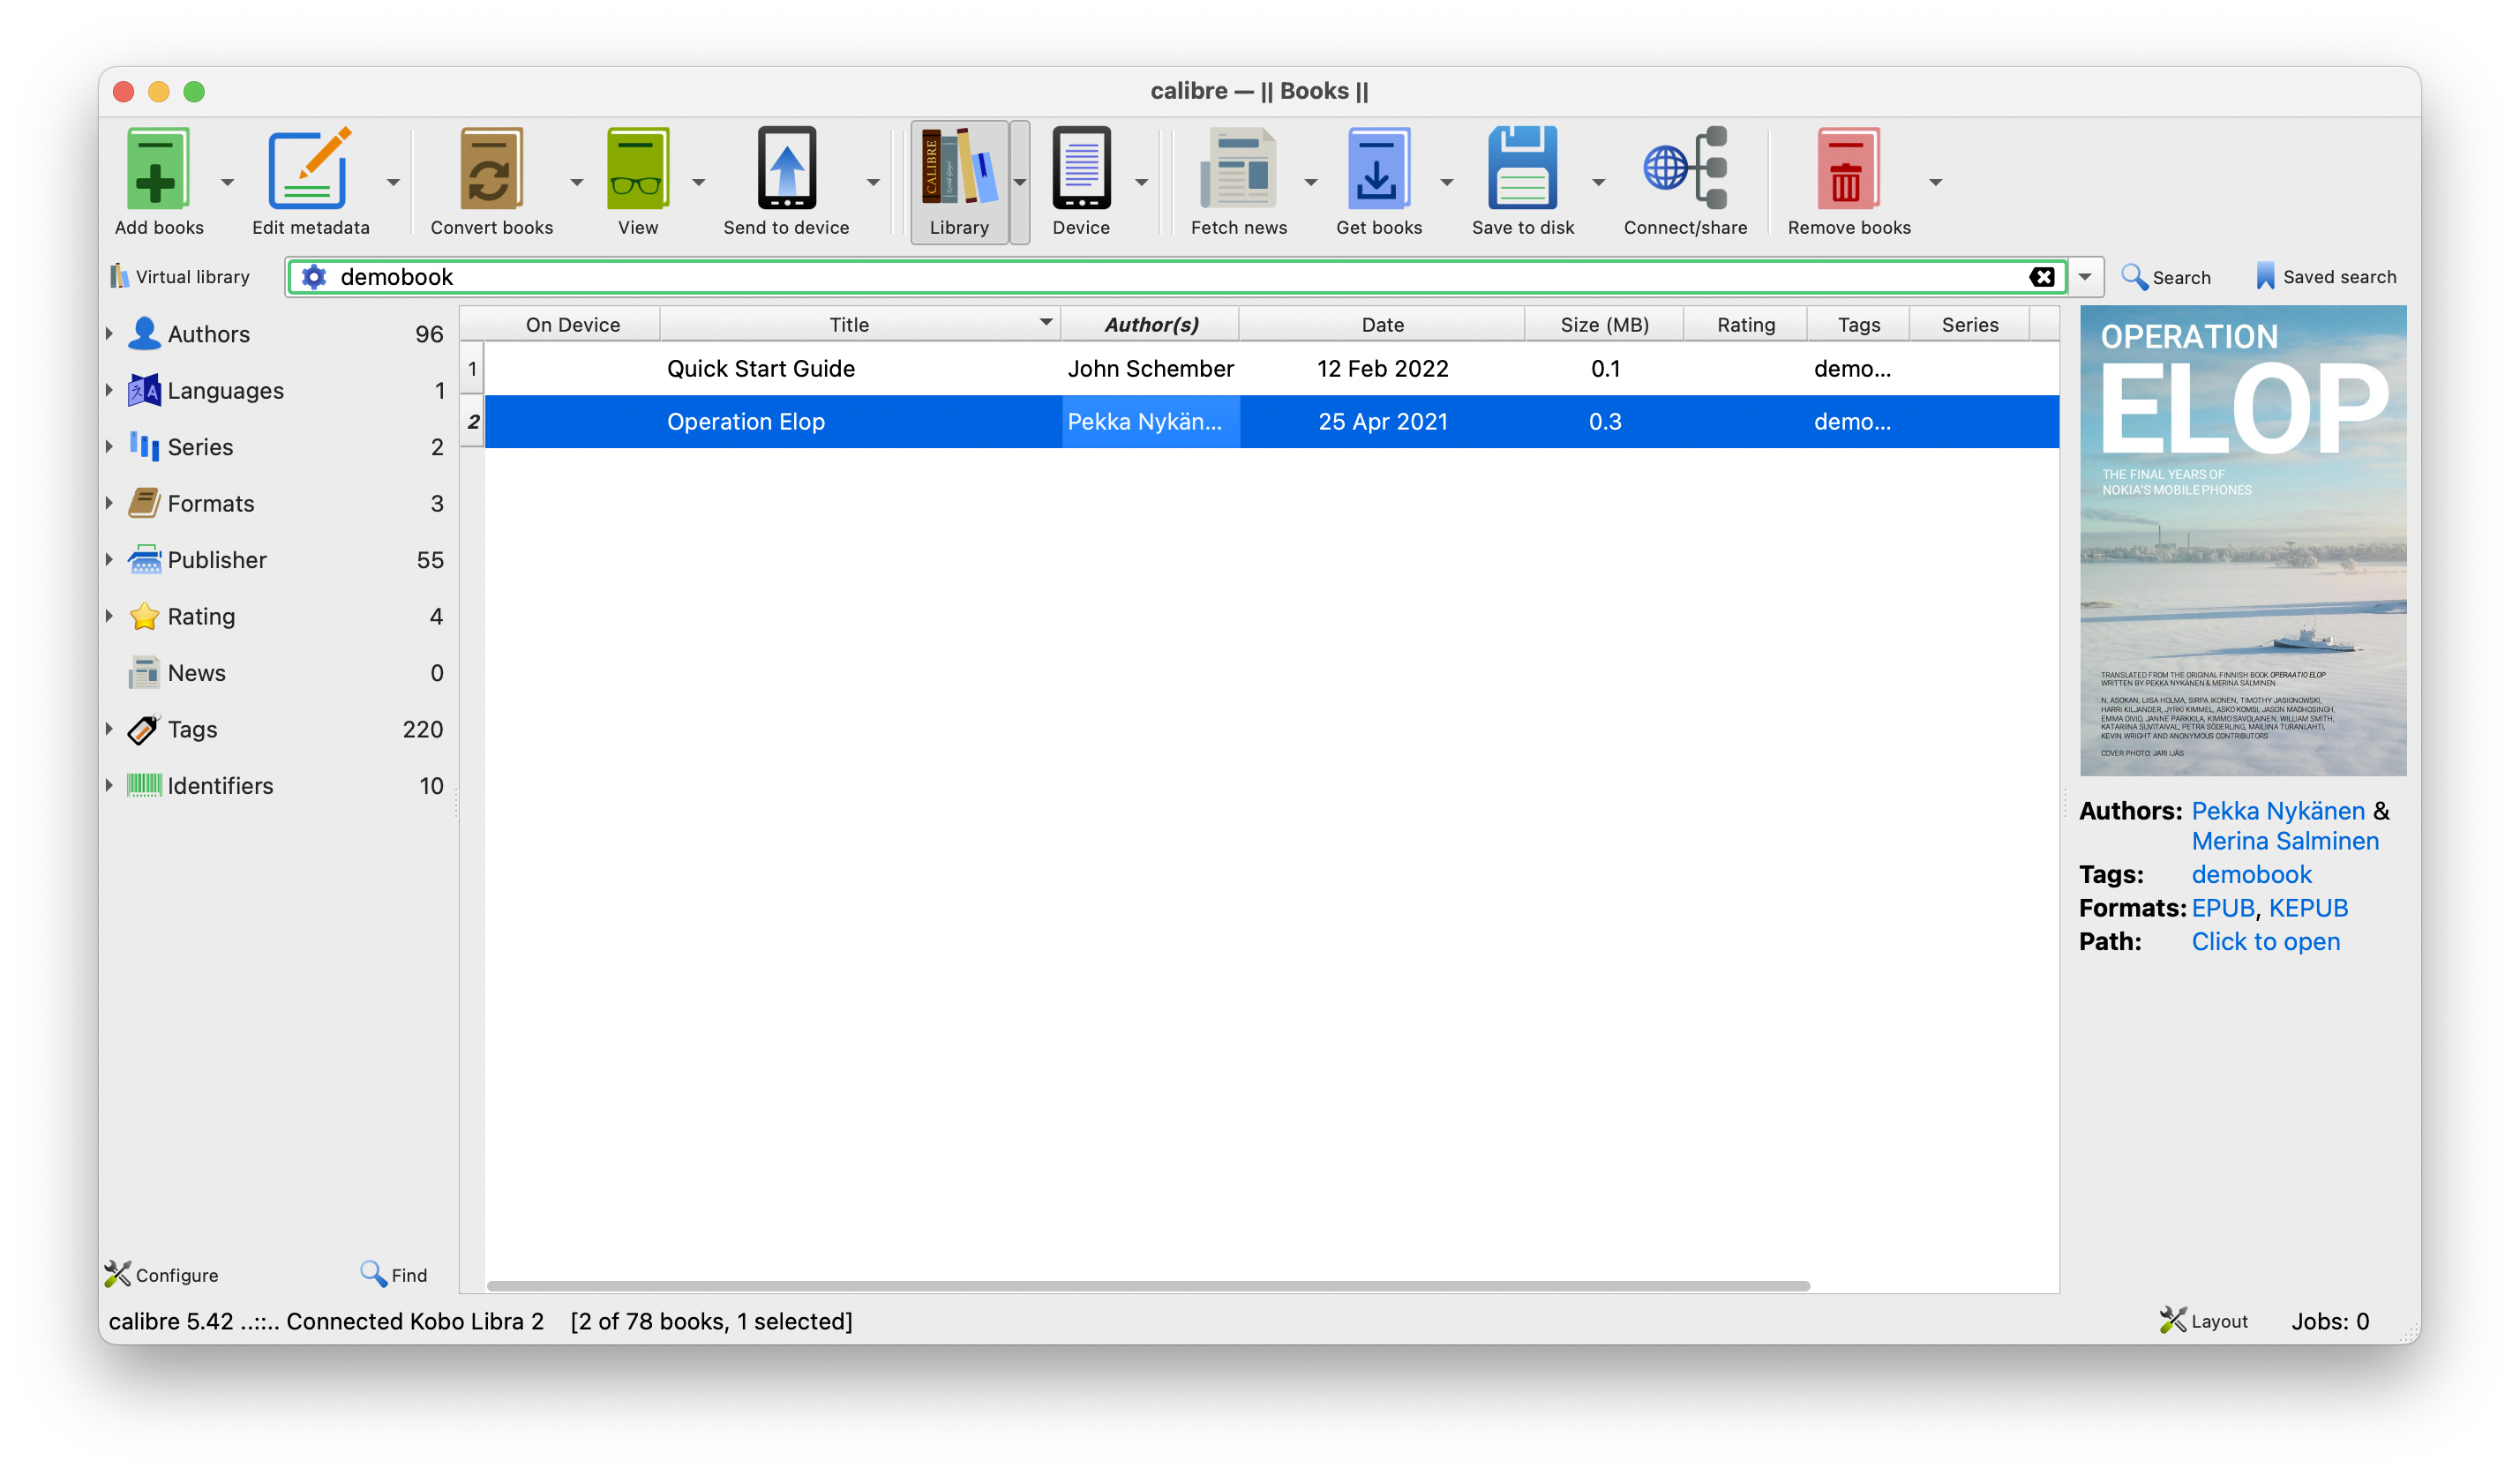 calibre — || Books ||
Add books
Edit metadata
Convert books
View
Send to device
CALIBRE
Library
Device
Fetch news
Get books
Save to disk
Connect/share
Remove books
Virtual library
demobook
Search
Saved search
Authors 96
Languages 1
Series 2
Formats 3
Publisher 55
Rating 4
News 0
Tags 220
Identifiers 10
Configure
Find
On Device Title Author(s) Date Size (MB) Rating Tags Series
1 Quick Start Guide John Schember 12 Feb 2022 0.1 demo...
2 Operation Elop Pekka Nykän... 25 Apr 2021 0.3 demo...
OPERATION
ELOP
THE FINAL YEARS OF
NOKIA'S MOBILE PHONES
TRANSLATED FROM THE ORIGINAL FINNISH BOOK OPERAATIO ELOP
WRITTEN BY PEKKA NYKÄNEN & MERINA SALMINEN
N. ASOKAN, LIISA HOLMA, SIRPA IKONEN, TIMOTHY JASIONOWSKI,
HARRI KILJANDER, JYRKI KIMMEL, ASKO KOMSI, JASON MADHOSINGH,
EMMA OIVIO, JANNE PARKKILA, KIMMO SAVOLAINEN, WILLIAM SMITH,
KATARIINA SUVITAIVAL, PETRA SÖDERLING, MAILIINA TURANLAHTI,
KEVIN WRIGHT AND ANONYMOUS CONTRIBUTORS
COVER PHOTO: JARI IJÄS
Authors: Pekka Nykänen &
Merina Salminen
Tags: demobook
Formats: EPUB, KEPUB
Path: Click to open
calibre 5.42 ..::.. Connected Kobo Libra 2 [2 of 78 books, 1 selected]
Layout
Jobs: 0